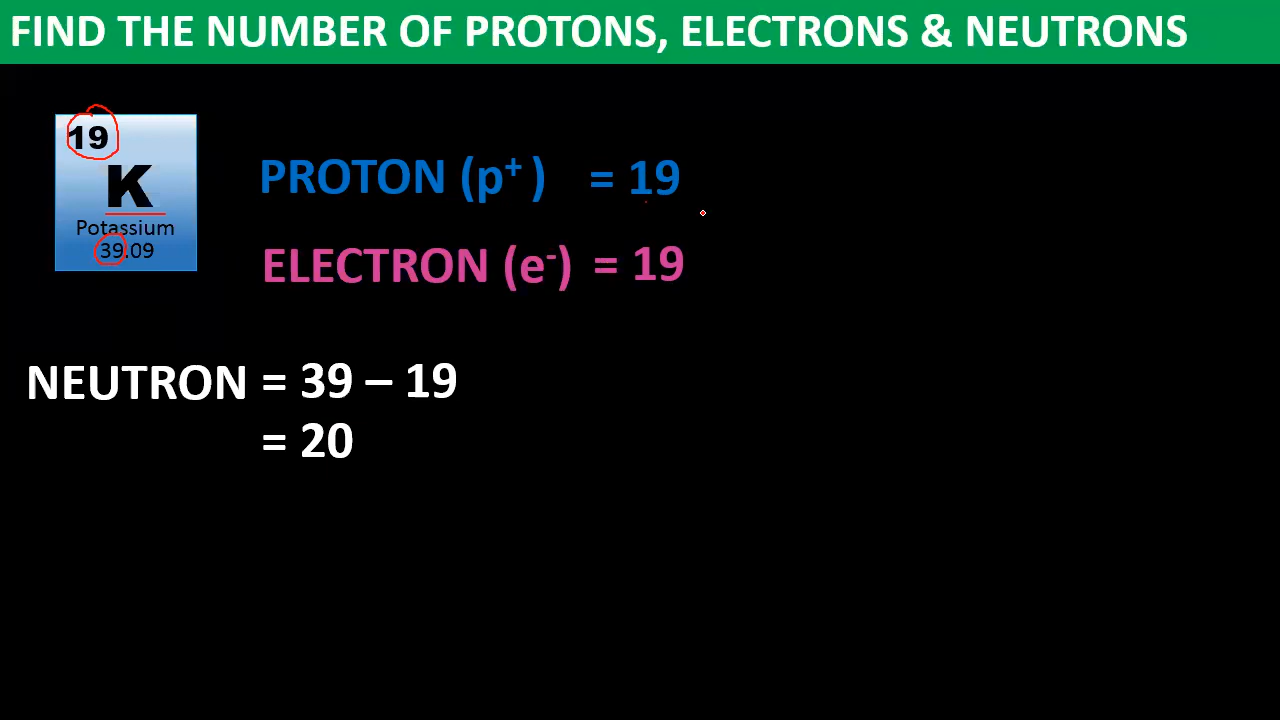 FIND THE NUMBER OF PROTONS, ELECTRONS & NEUTRONS
19
K
Potassium
39.09
PROTON (p⁺ ) = 19
ELECTRON (e⁻) = 19
NEUTRON = 39 – 19
= 20